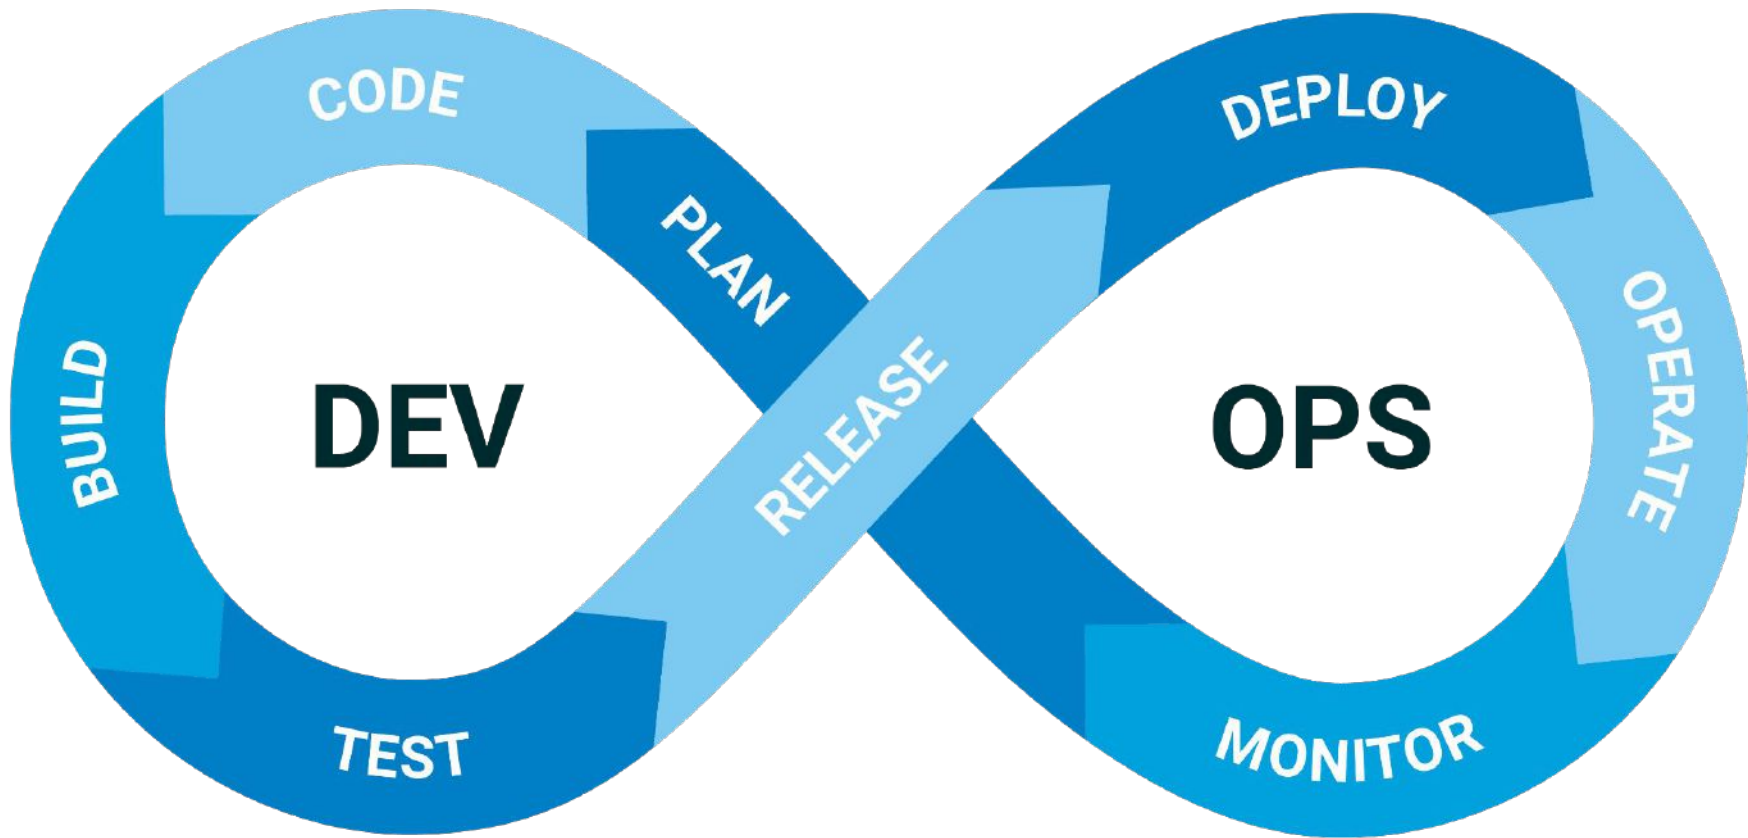 CODE
PLAN
BUILD
TEST
RELEASE
DEPLOY
OPERATE
MONITOR
DEV
OPS